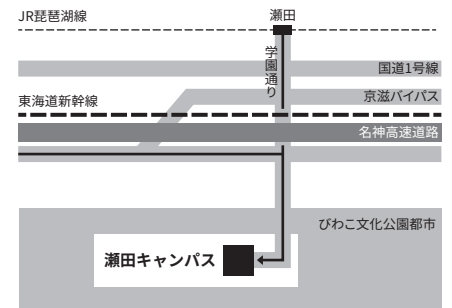 JR琵琶湖線
瀬田
学園通り
国道1号線
京滋バイパス
東海道新幹線
名神高速道路
びわこ文化公園都市
瀬田キャンパス